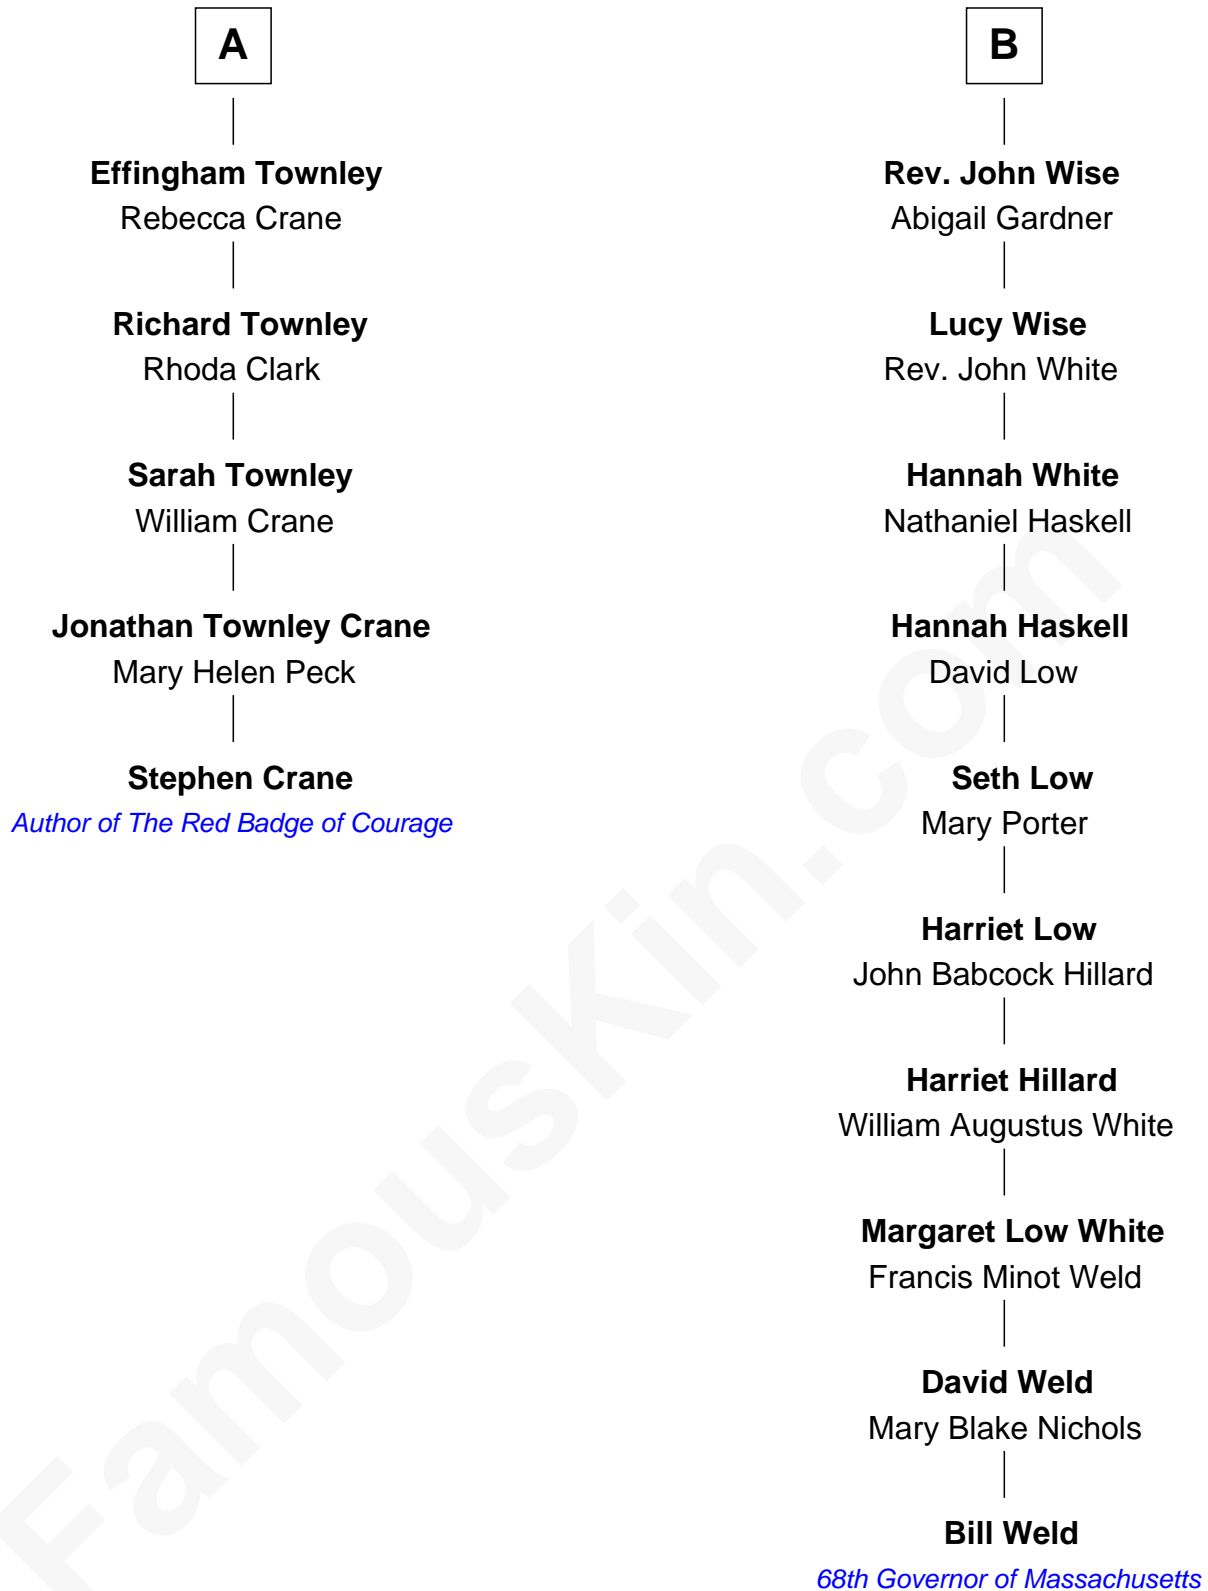 A
Effingham Townley
Rebecca Crane
Richard Townley
Rhoda Clark
Sarah Townley
William Crane
Jonathan Townley Crane
Mary Helen Peck
Stephen Crane
Author of The Red Badge of Courage
B
Rev. John Wise
Abigail Gardner
Lucy Wise
Rev. John White
Hannah White
Nathaniel Haskell
Hannah Haskell
David Low
Seth Low
Mary Porter
Harriet Low
John Babcock Hillard
Harriet Hillard
William Augustus White
Margaret Low White
Francis Minot Weld
David Weld
Mary Blake Nichols
Bill Weld
68th Governor of Massachusetts
FamousKin.com